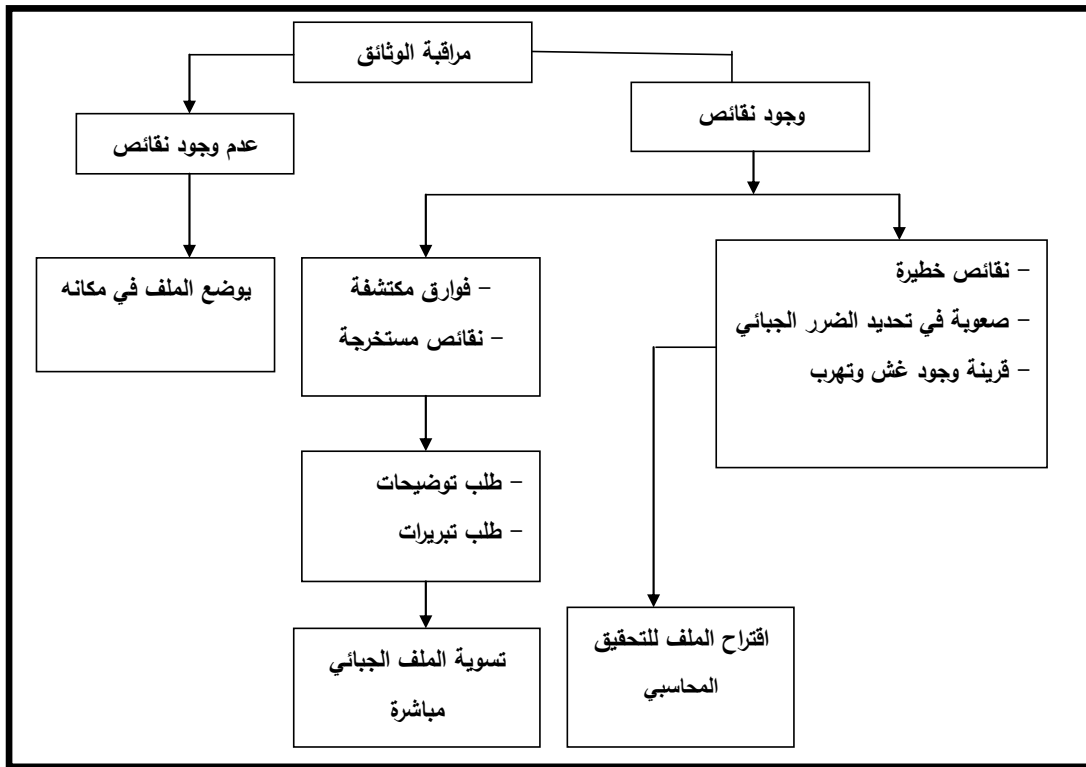 مراقبة الوثائق
وجود نقائص
عدم وجود نقائص
- نقائص خطيرة
- صعوبة في تحديد الضرر الجبائي
- قرينة وجود غش وتهرب
- فوارق مكتشفة
- نقائص مستخرجة
يوضع الملف في مكانه
- طلب توضيحات
- طلب تبريرات
اقتراح الملف للتحقيق
المحاسبي
تسوية الملف الجبائي
مباشرة